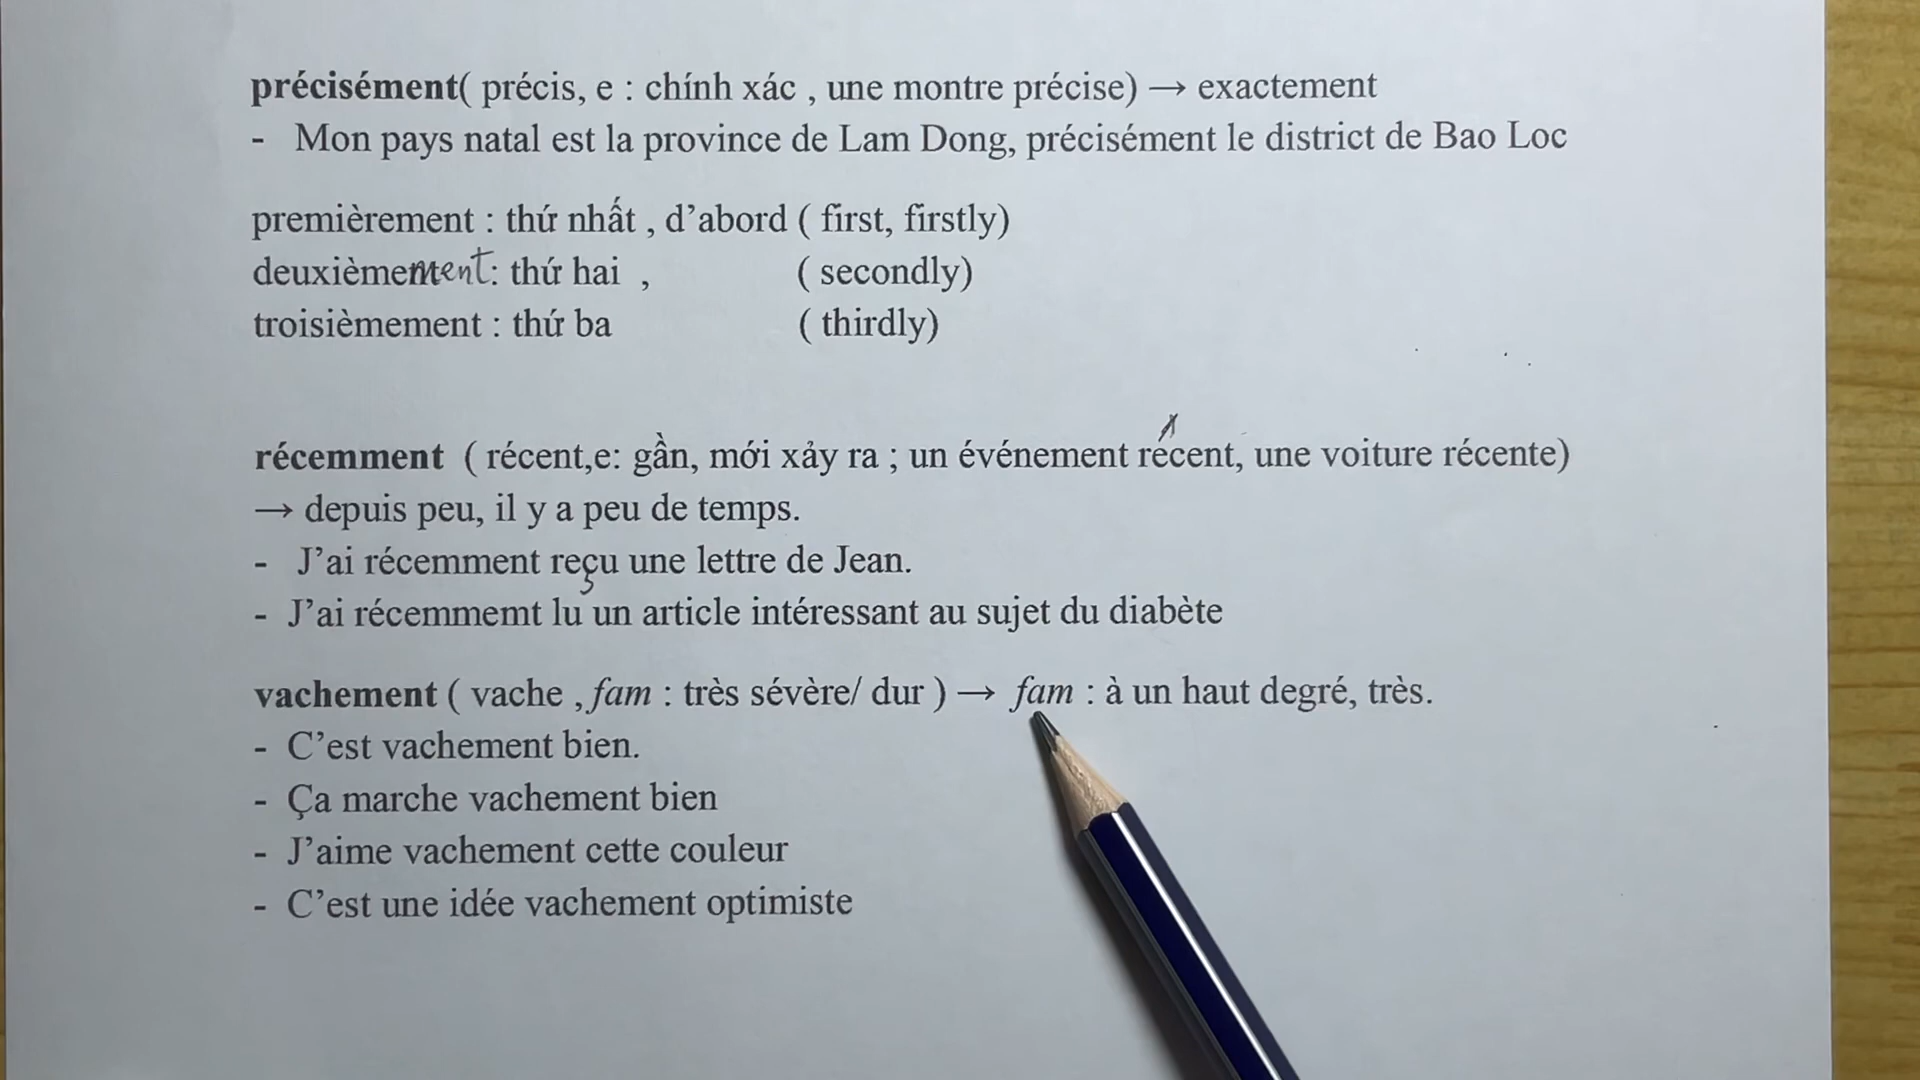 précisément( précis, e : chính xác , une montre précise) → exactement
- Mon pays natal est la province de Lam Dong, précisément le district de Bao Loc
premièrement : thứ nhất , d’abord ( first, firstly)
deuxièmement: thứ hai , ( secondly)
troisièmement : thứ ba ( thirdly)
récemment ( récent,e: gần, mới xảy ra ; un événement récent, une voiture récente)
→ depuis peu, il y a peu de temps.
- J’ai récemment reçu une lettre de Jean.
- J’ai récemmemt lu un article intéressant au sujet du diabète
vachement ( vache , fam : très sévère/ dur ) → fam : à un haut degré, très.
- C’est vachement bien.
- Ça marche vachement bien
- J’aime vachement cette couleur
- C’est une idée vachement optimiste